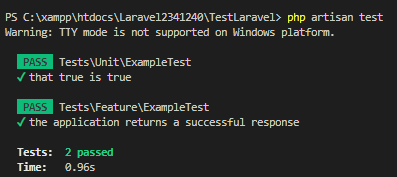 PS C:\xampp\htdocs\Laravel2341240\TestLaravel> php artisan test
Warning: TTY mode is not supported on Windows platform.
PASS Tests\Unit\ExampleTest
✓ that true is true
PASS Tests\Feature\ExampleTest
✓ the application returns a successful response
Tests: 2 passed
Time: 0.96s